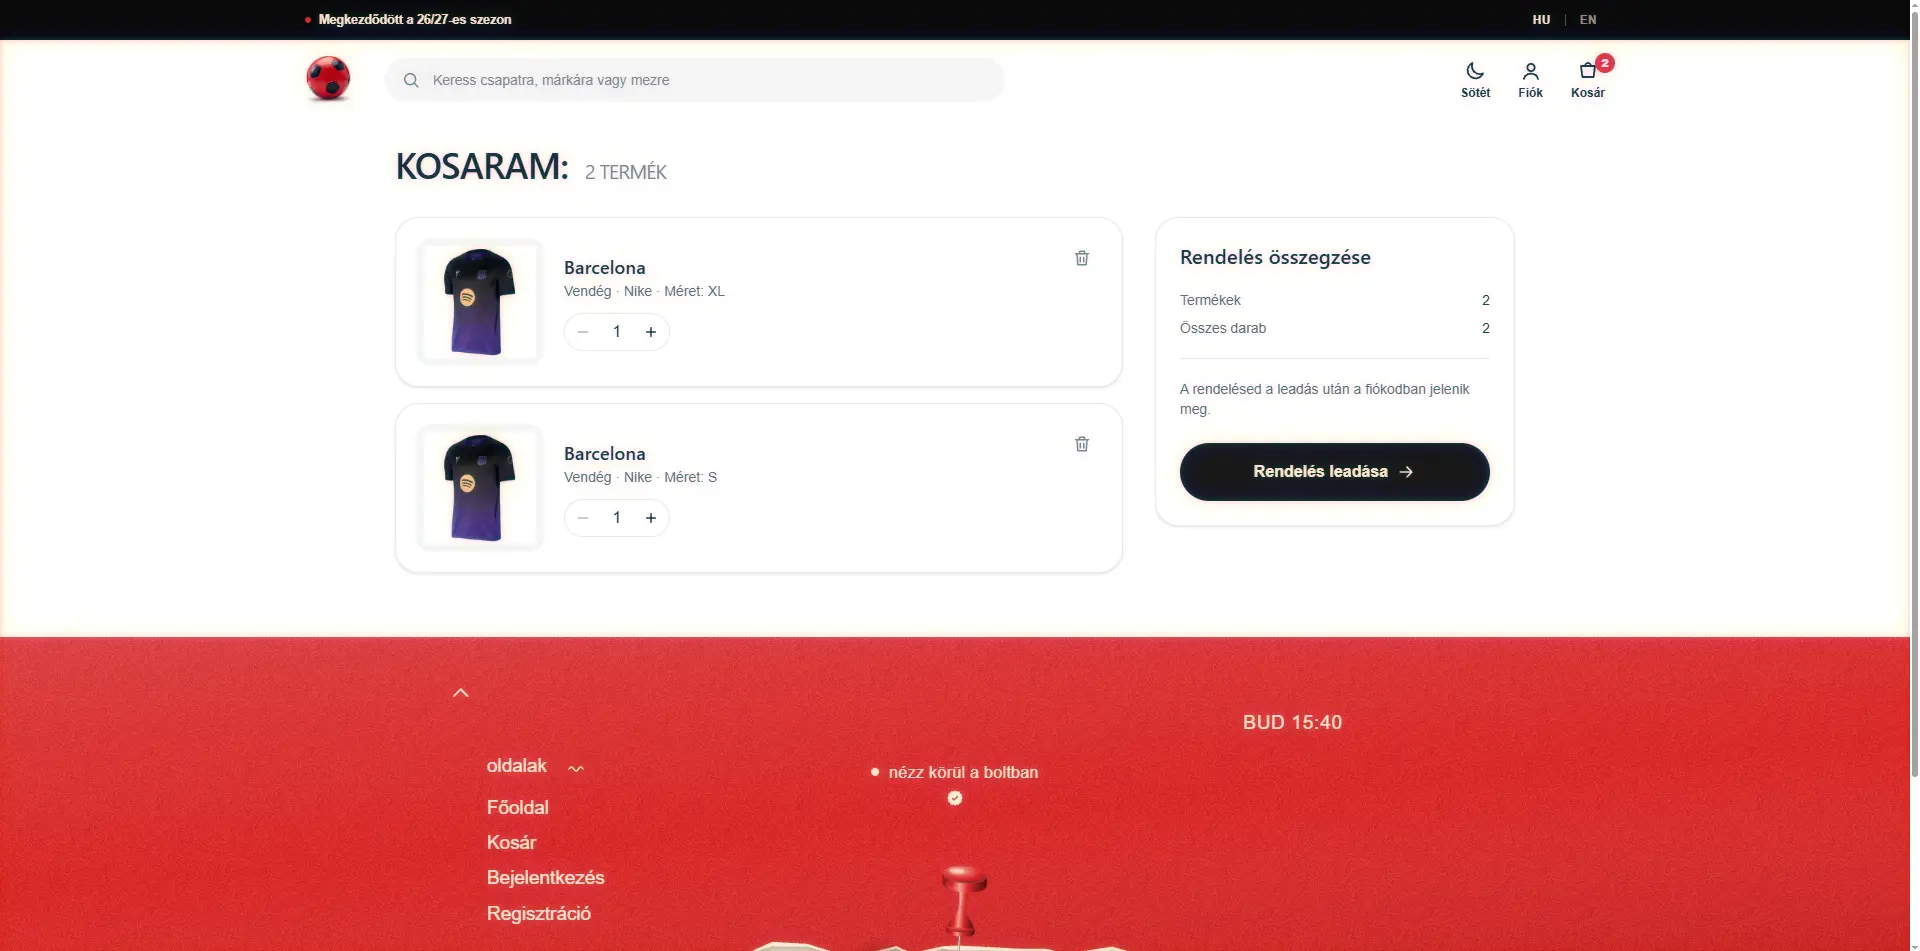 Megkezdődött a 26/27-es szezon
HU | EN
Keress csapatra, márkára vagy mezre
Sötét
Fiók
2
Kosár
KOSARAM: 2 TERMÉK
Barcelona
Vendég · Nike · Méret: XL
− 1 +
Barcelona
Vendég · Nike · Méret: S
− 1 +
Rendelés összegzése
Termékek 2
Összes darab 2
A rendelésed a leadás után a fiókodban jelenik
meg.
Rendelés leadása →
BUD 15:40
oldalak
Főoldal
Kosár
Bejelentkezés
Regisztráció
nézz körül a boltban